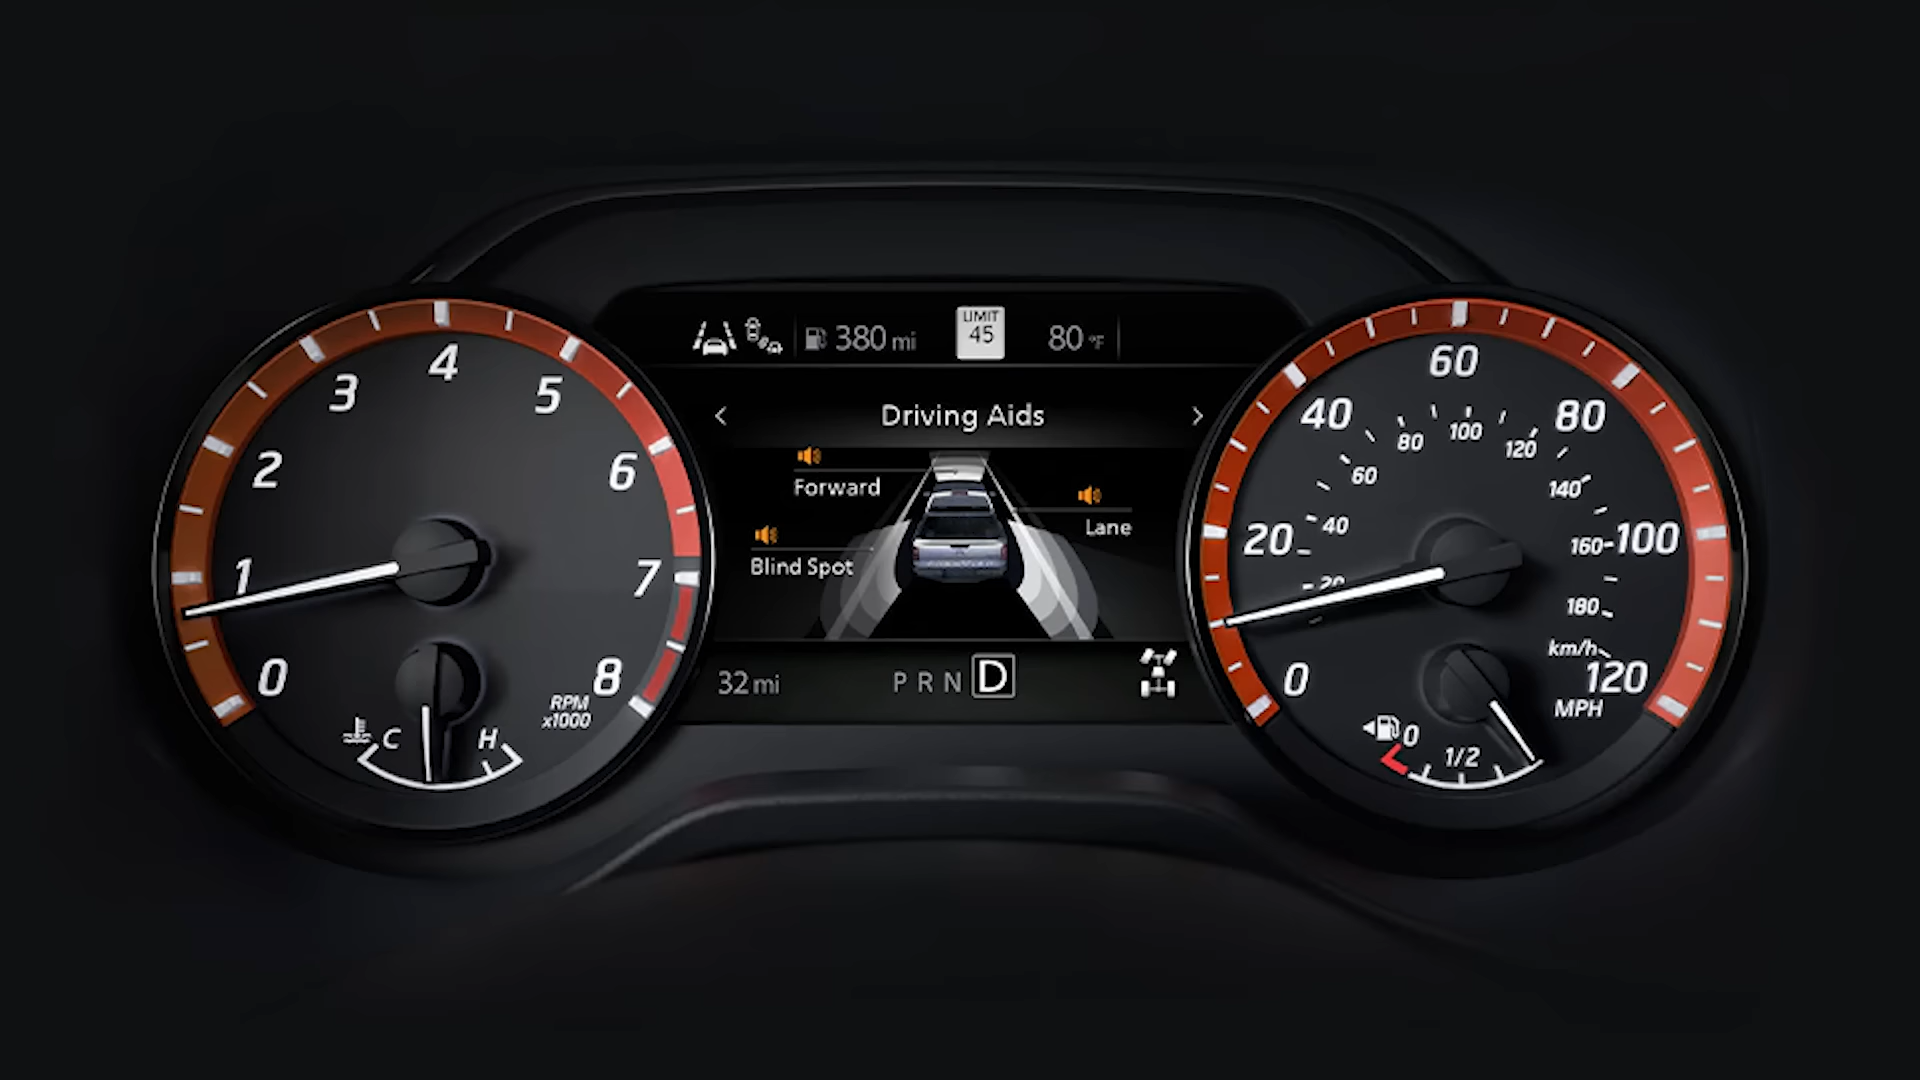 0
1
2
3
4
5
6
7
8
RPM
x1000
C
H
380 mi
LIMIT
45
80 °F
Driving Aids
Forward
Blind Spot
Lane
32 mi
P R N D
0
20
40
60
80
100
120
MPH
20
40
60
80
100
120
140
160
180
km/h
0
1/2